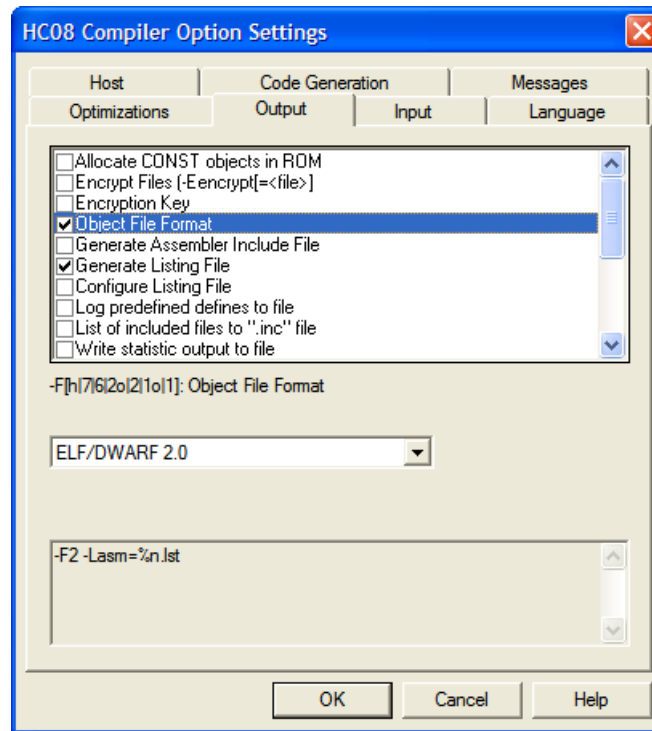 HC08 Compiler Option Settings
Host Code Generation Messages
Optimizations Output Input Language
Allocate CONST objects in ROM
Encrypt Files (-Eencrypt[=<file>]
Encryption Key
Object File Format
Generate Assembler Include File
Generate Listing File
Configure Listing File
Log predefined defines to file
List of included files to ".inc" file
Write statistic output to file
-F[h|7|6|2o|2|1o|1]: Object File Format
ELF/DWARF 2.0
-F2 -Lasm=%n.lst
OK Cancel Help